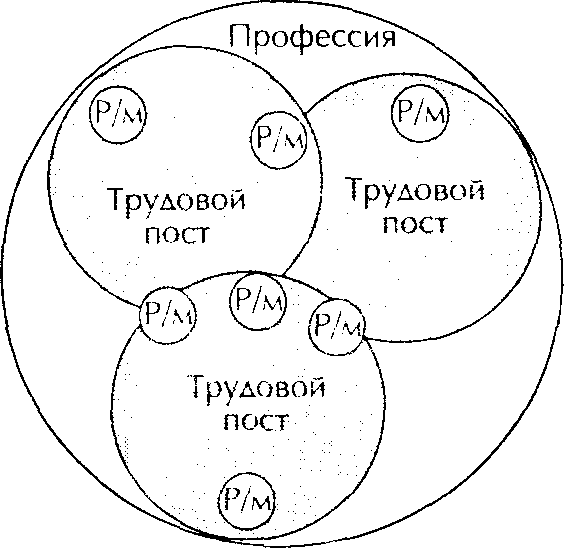 Профессия
Р/м
Р/м
Р/м
Трудовой
пост
Трудовой
пост
Р/м
Р/м
Р/м
Трудовой
пост
Р/м